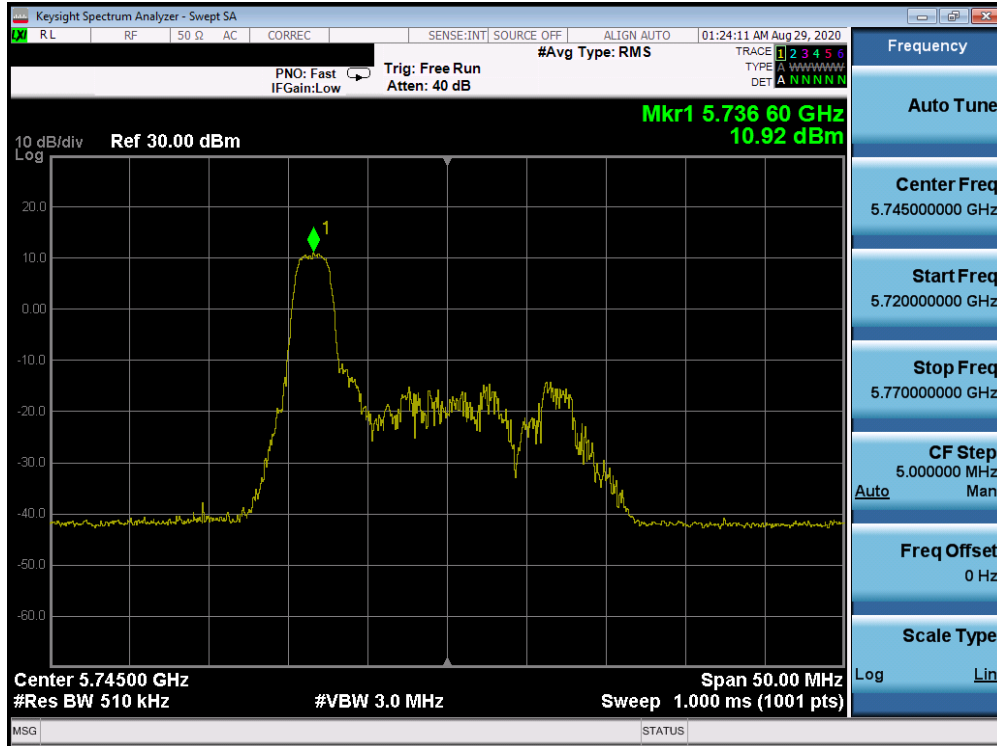 Keysight Spectrum Analyzer - Swept SA
LXI RL RF 50 Ω AC CORREC SENSE:INT SOURCE OFF ALIGN AUTO 01:24:11 AM Aug 29, 2020
#Avg Type: RMS
TRACE 1 2 3 4 5 6
PNO: Fast Trig: Free Run TYPE A WWWWW
IFGain:Low Atten: 40 dB DET A N N N N N
Mkr1 5.736 60 GHz
10.92 dBm
10 dB/div Ref 30.00 dBm
Log
20.0
1
10.0
0.00
-10.0
-20.0
-30.0
-40.0
-50.0
-60.0
Center 5.74500 GHz Span 50.00 MHz
#Res BW 510 kHz #VBW 3.0 MHz Sweep 1.000 ms (1001 pts)
MSG STATUS
Frequency
Auto Tune
Center Freq
5.745000000 GHz
Start Freq
5.720000000 GHz
Stop Freq
5.770000000 GHz
CF Step
5.000000 MHz
Auto Man
Freq Offset
0 Hz
Scale Type
Log Lin